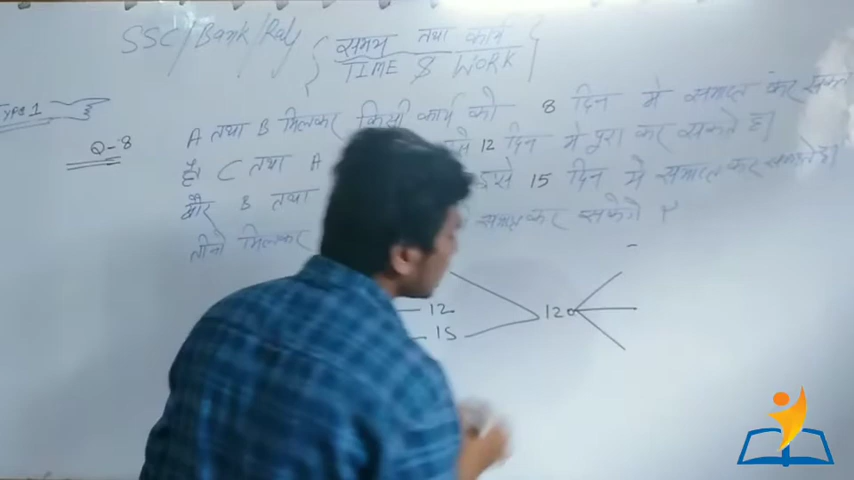 SSC/Bank/Rly { समय तथा कार्य }
TIME & WORK
Type 1
Q-8 A तथा B मिलकर किसी कार्य को 8 दिन मे समाप्त कर सकते
है। C तथा A 12 दिन मे पूरा कर सकते है।
और B तथा इसे 15 दिन मे समाप्त कर सकते है।
तीनो मिलकर समाप्त कर सकेंगे ?
12
15
120